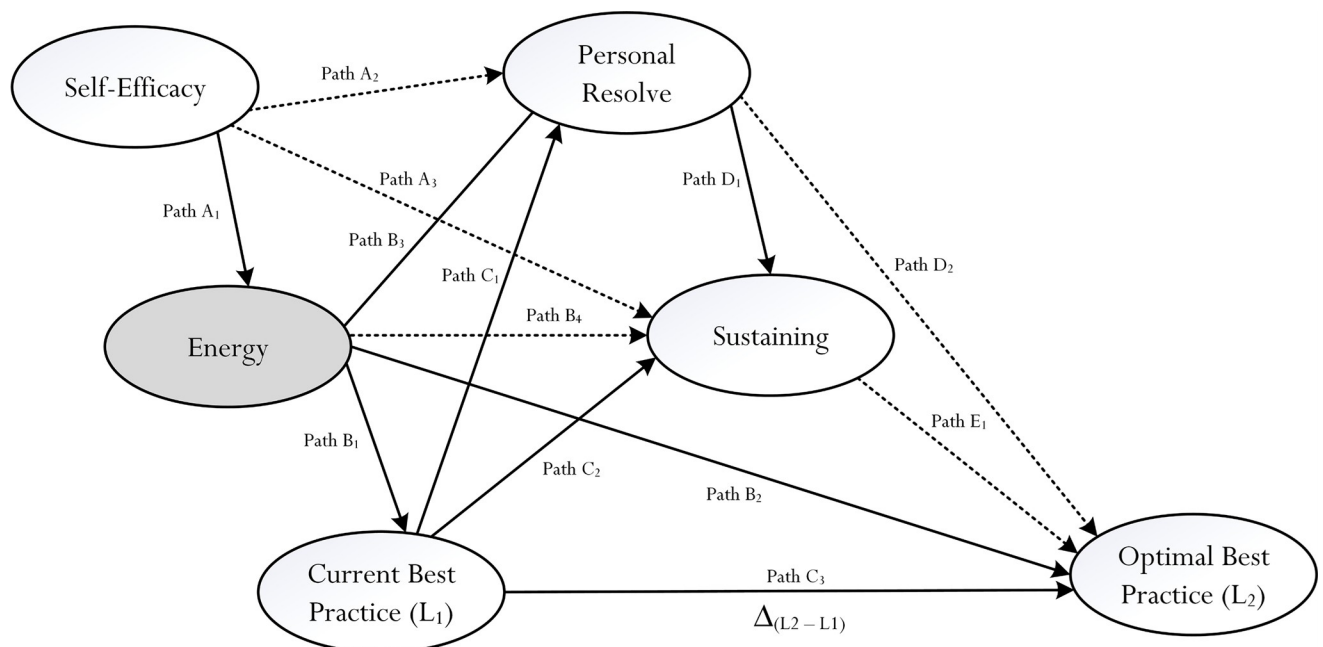 Personal
Resolve
Self-Efficacy
Path A₂
Path A₃
Path D₁
Path A₁
Path B₃
Path D₂
Path C₁
Path B₄
Sustaining
Energy
Path E₁
Path B₁
Path C₂
Path B₂
Optimal Best
Practice (L₂)
Current Best
Practice (L₁)
Path C₃
Δ(L2 – L1)